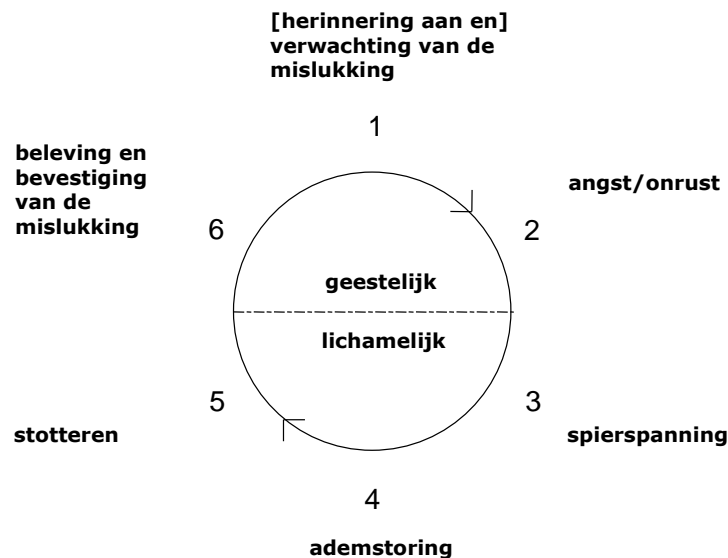 [herinnering aan en]
verwachting van de
mislukking
1
beleving en
bevestiging
van de
mislukking
6
angst/onrust
2
geestelijk
lichamelijk
5
stotteren
3
spierspanning
4
ademstoring